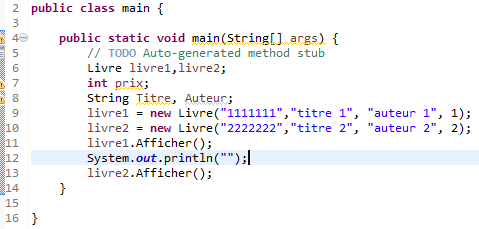 2 public class main {
3
4 public static void main(String[] args) {
5 // TODO Auto-generated method stub
6 Livre livre1,livre2;
7 int prix;
8 String Titre, Auteur;
9 livre1 = new Livre("1111111","titre 1", "auteur 1", 1);
10 livre2 = new Livre("2222222","titre 2", "auteur 2", 2);
11 livre1.Afficher();
12 System.out.println("");
13 livre2.Afficher();
14 }
15
16 }